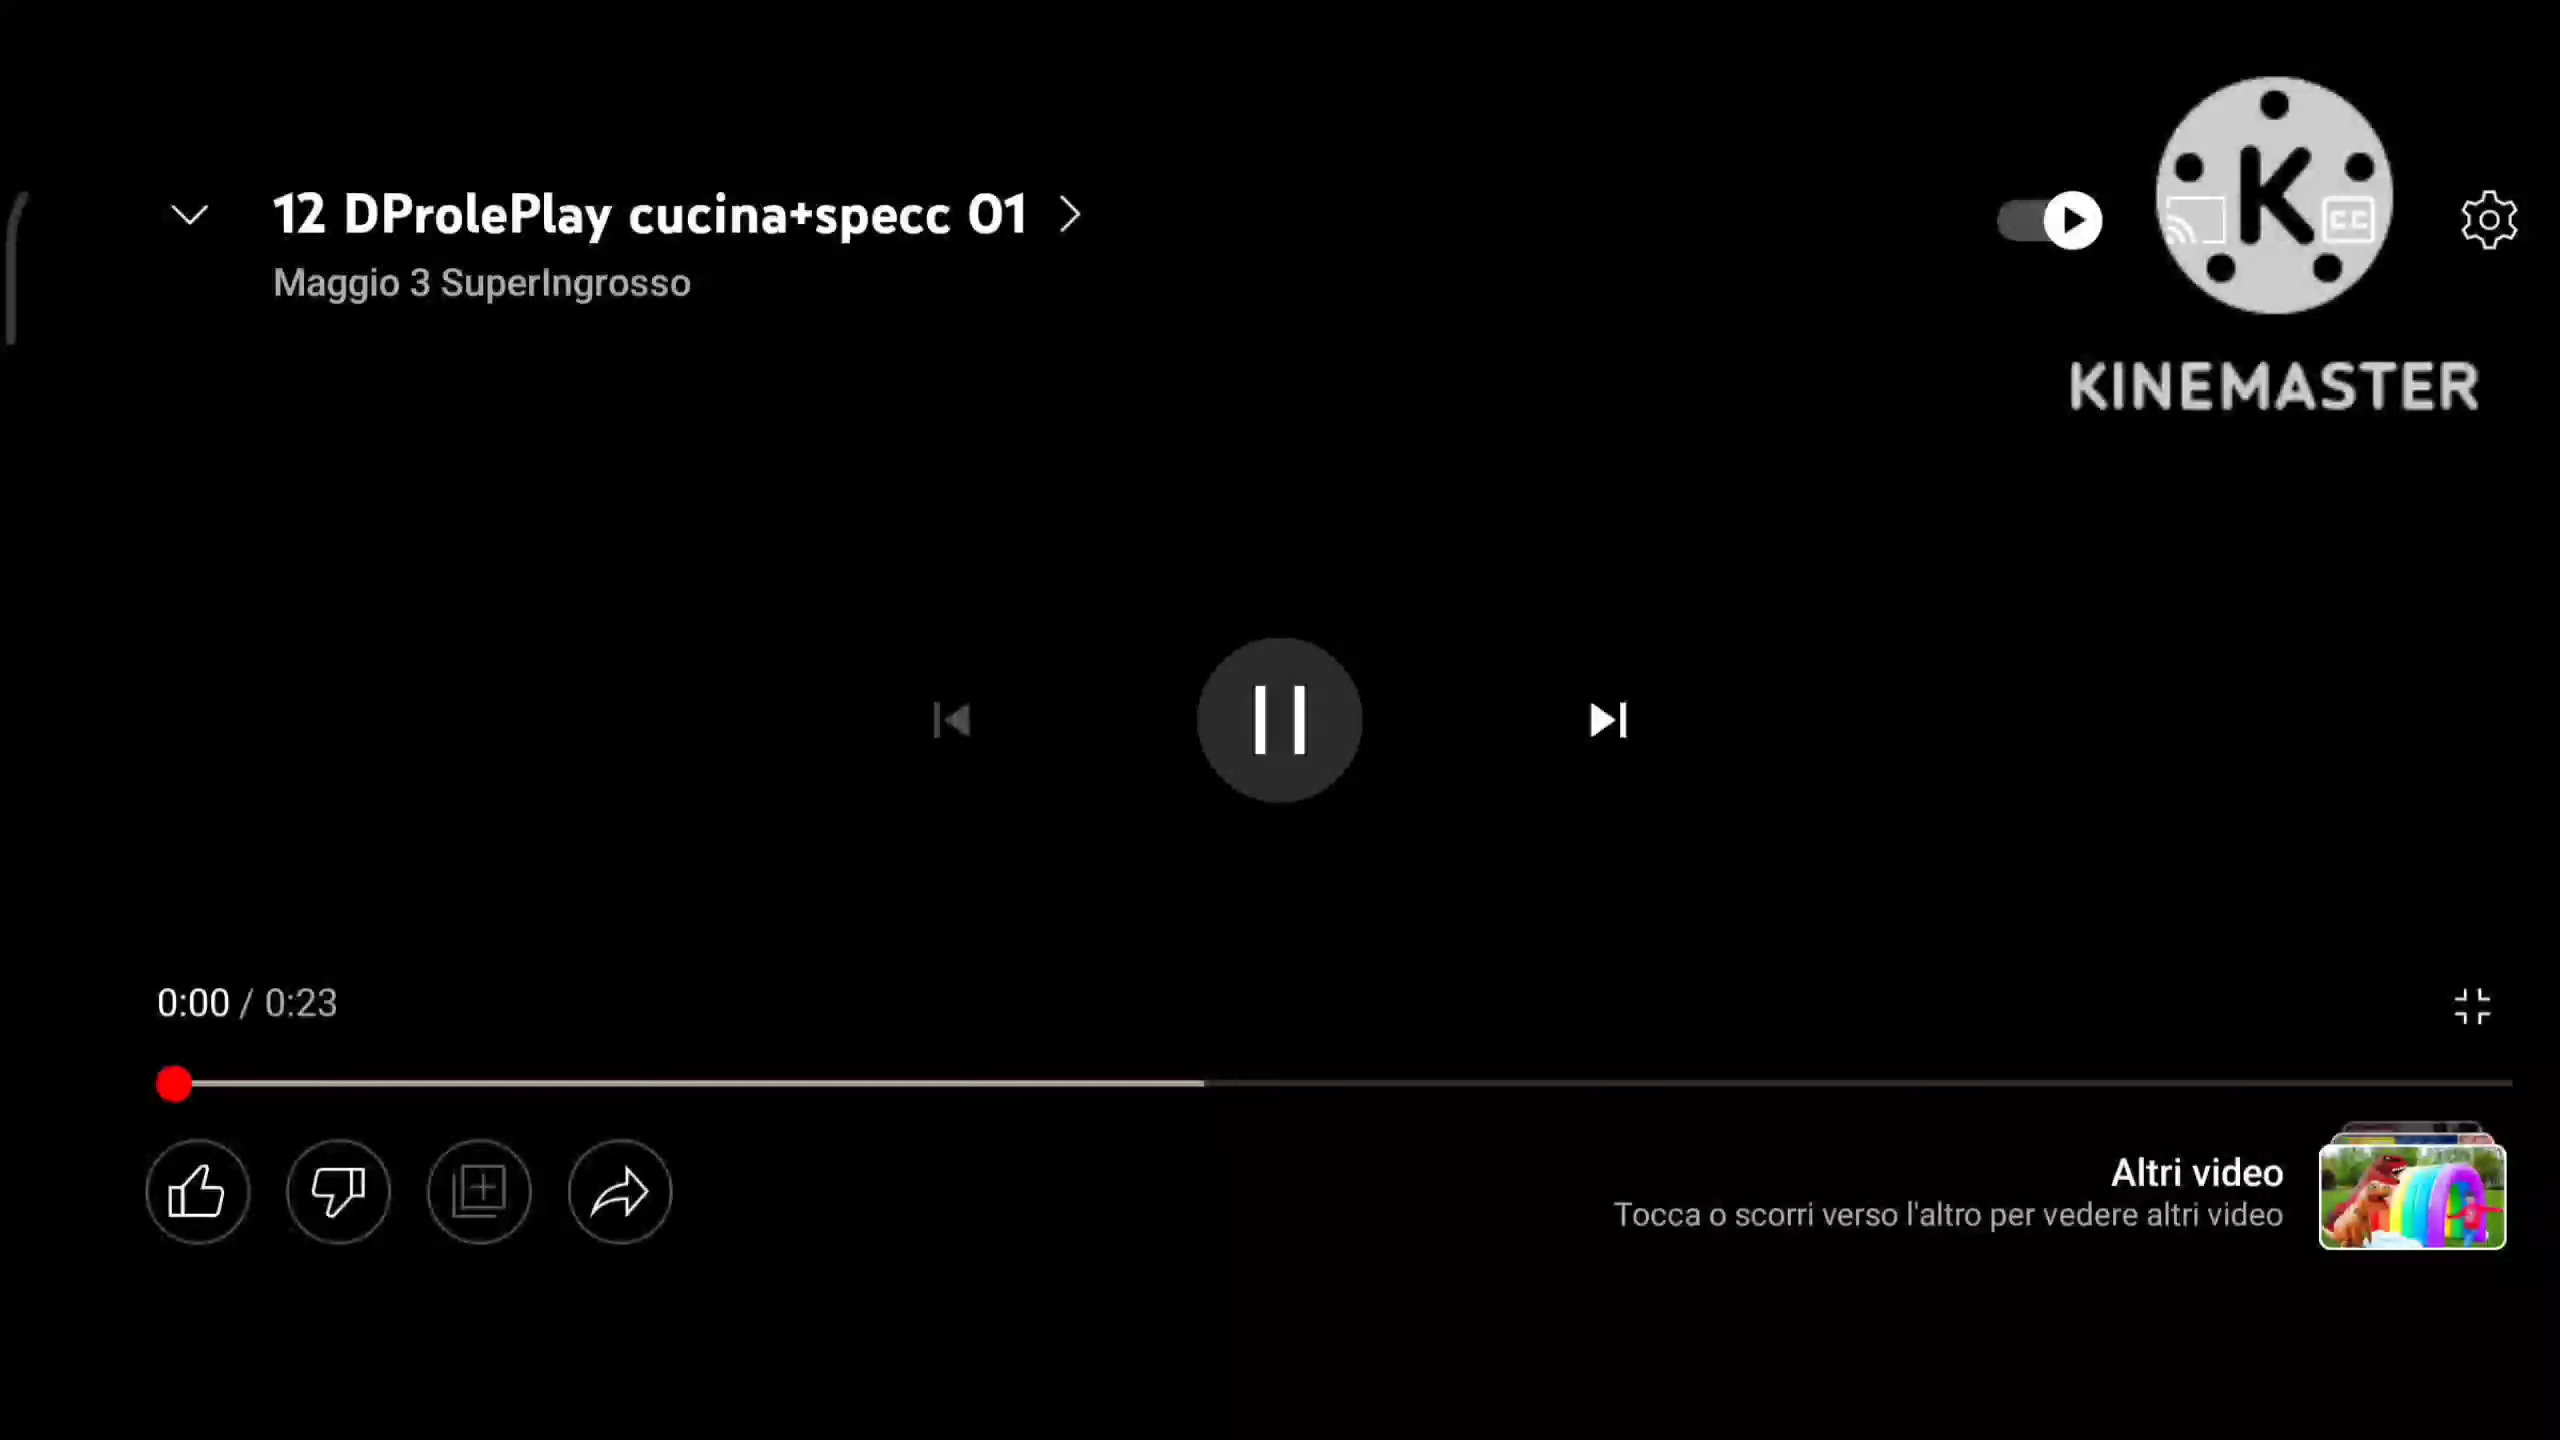 12 DProlePlay cucina+specc 01
Maggio 3 SuperIngrosso
K
CC
KINEMASTER
0:00 / 0:23
Altri video
Tocca o scorri verso l'altro per vedere altri video